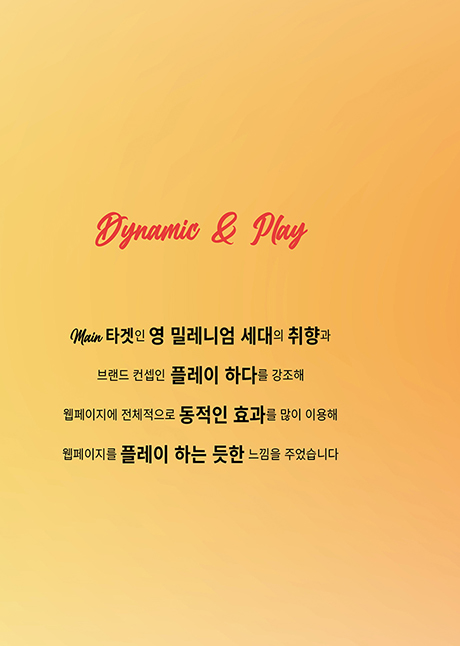 Dynamic & Play
Main 타겟인 영 밀레니엄 세대의 취향과
브랜드 컨셉인 플레이 하다를 강조해
웹페이지에 전체적으로 동적인 효과를 많이 이용해
웹페이지를 플레이 하는 듯한 느낌을 주었습니다